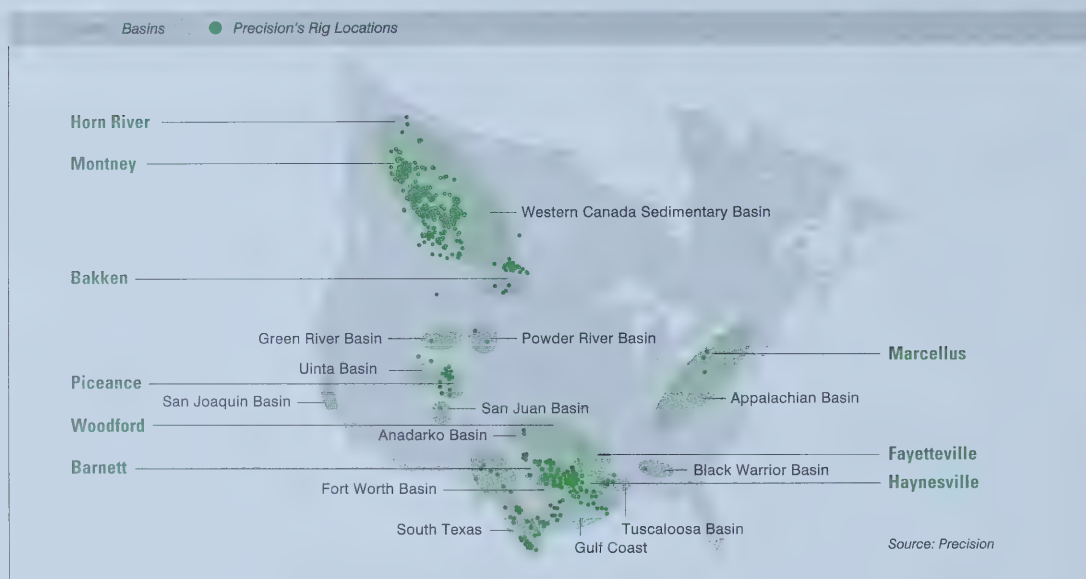 Basins Precision's Rig Locations
Horn River
Montney
Western Canada Sedimentary Basin
Bakken
Green River Basin Powder River Basin
Marcellus
Uinta Basin
Piceance
San Joaquin Basin San Juan Basin Appalachian Basin
Woodford
Anadarko Basin
Fayetteville
Barnett Black Warrior Basin
Fort Worth Basin Haynesville
South Texas Tuscaloosa Basin
Gulf Coast Source: Precision